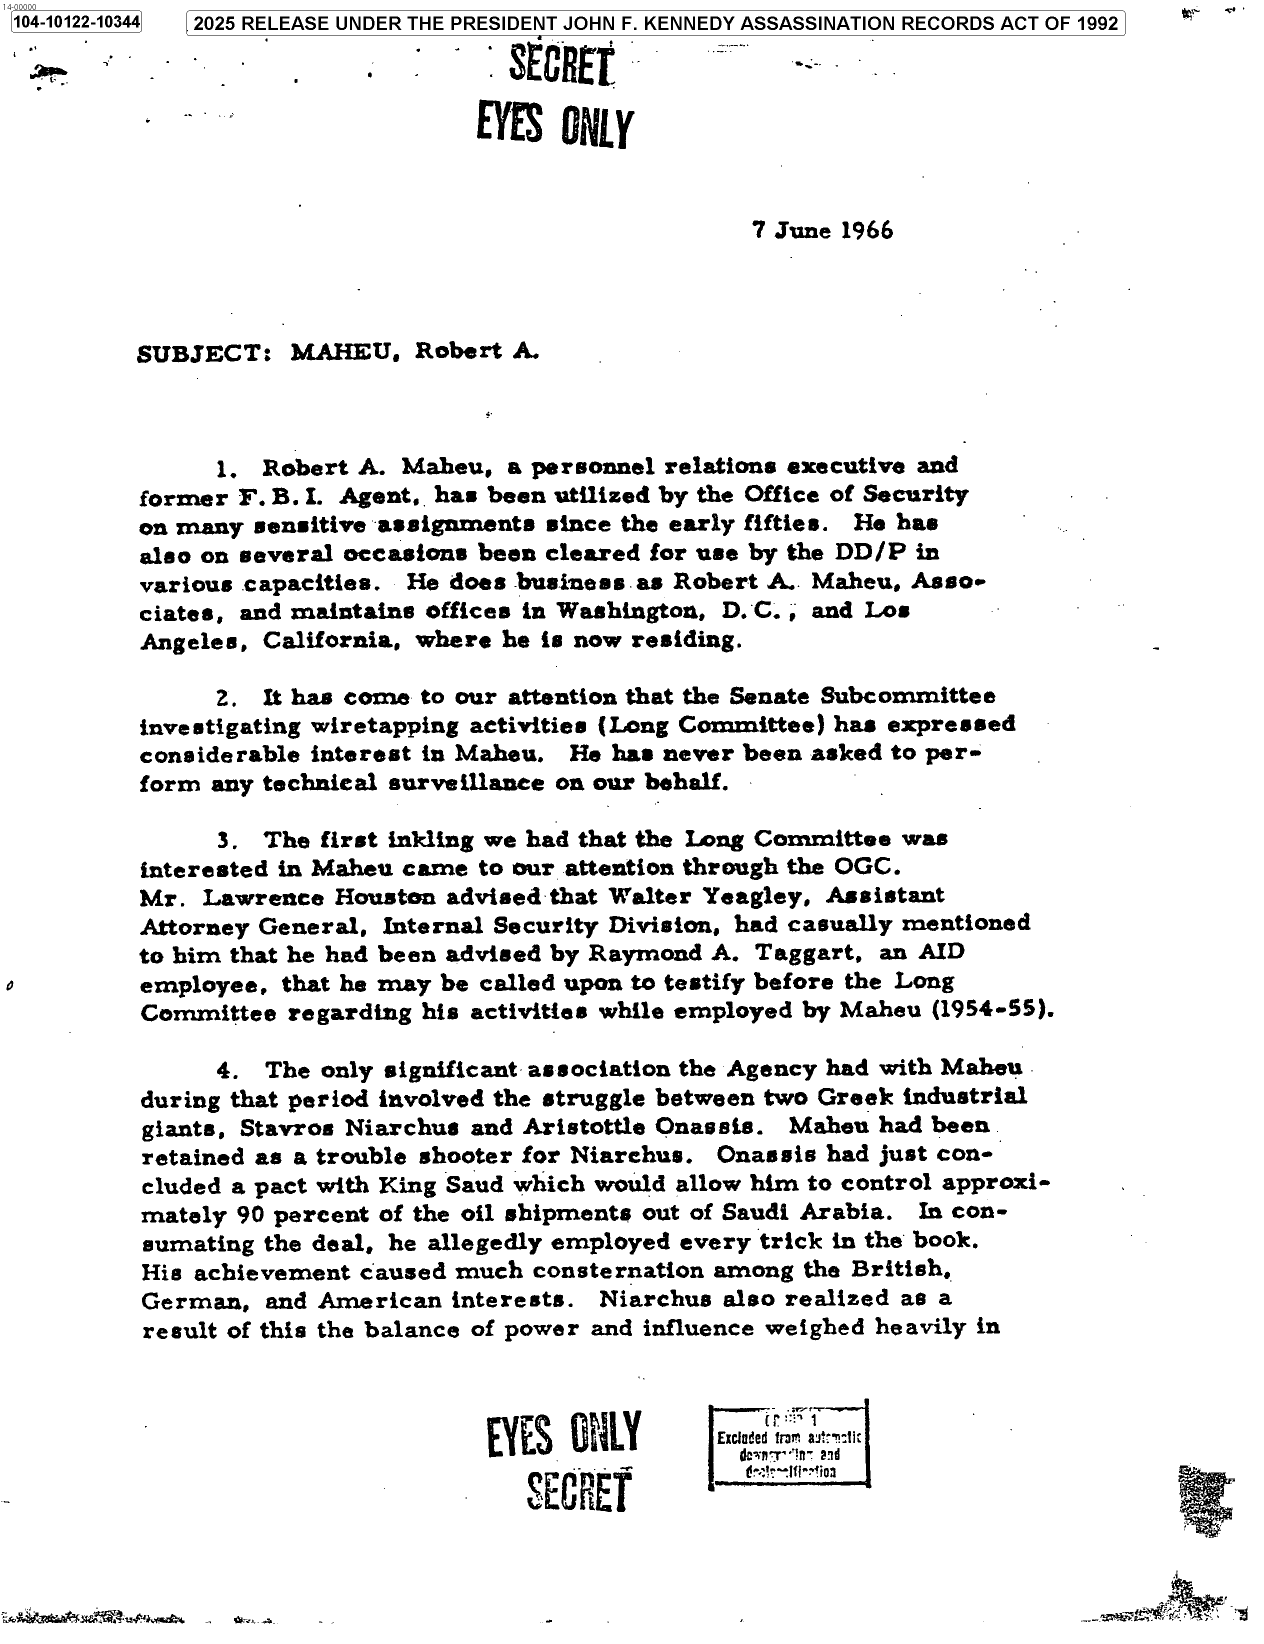 14-00000
104-10122-10344
2025 RELEASE UNDER THE PRESIDENT JOHN F. KENNEDY ASSASSINATION RECORDS ACT OF 1992
SECRET
EYES ONLY
7 June 1966
SUBJECT: MAHEU, Robert A.
1. Robert A. Maheu, a personnel relations executive and
former F.B.I. Agent, has been utilized by the Office of Security
on many sensitive assignments since the early fifties. He has
also on several occasions been cleared for use by the DD/P in
various capacities. He does business as Robert A. Maheu, Asso-
ciates, and maintains offices in Washington, D.C., and Los
Angeles, California, where he is now residing.
2. It has come to our attention that the Senate Subcommittee
investigating wiretapping activities (Long Committee) has expressed
considerable interest in Maheu. He has never been asked to per-
form any technical surveillance on our behalf.
3. The first inkling we had that the Long Committee was
interested in Maheu came to our attention through the OGC.
Mr. Lawrence Houston advised that Walter Yeagley, Assistant
Attorney General, Internal Security Division, had casually mentioned
to him that he had been advised by Raymond A. Taggart, an AID
employee, that he may be called upon to testify before the Long
Committee regarding his activities while employed by Maheu (1954-55).
4. The only significant association the Agency had with Maheu
during that period involved the struggle between two Greek industrial
giants, Stavros Niarchus and Aristottle Onassis. Maheu had been
retained as a trouble shooter for Niarchus. Onassis had just con-
cluded a pact with King Saud which would allow him to control approxi-
mately 90 percent of the oil shipments out of Saudi Arabia. In con-
sumating the deal, he allegedly employed every trick in the book.
His achievement caused much consternation among the British,
German, and American interests. Niarchus also realized as a
result of this the balance of power and influence weighed heavily in
EYES ONLY
SECRET
1
Excluded from automatic
and